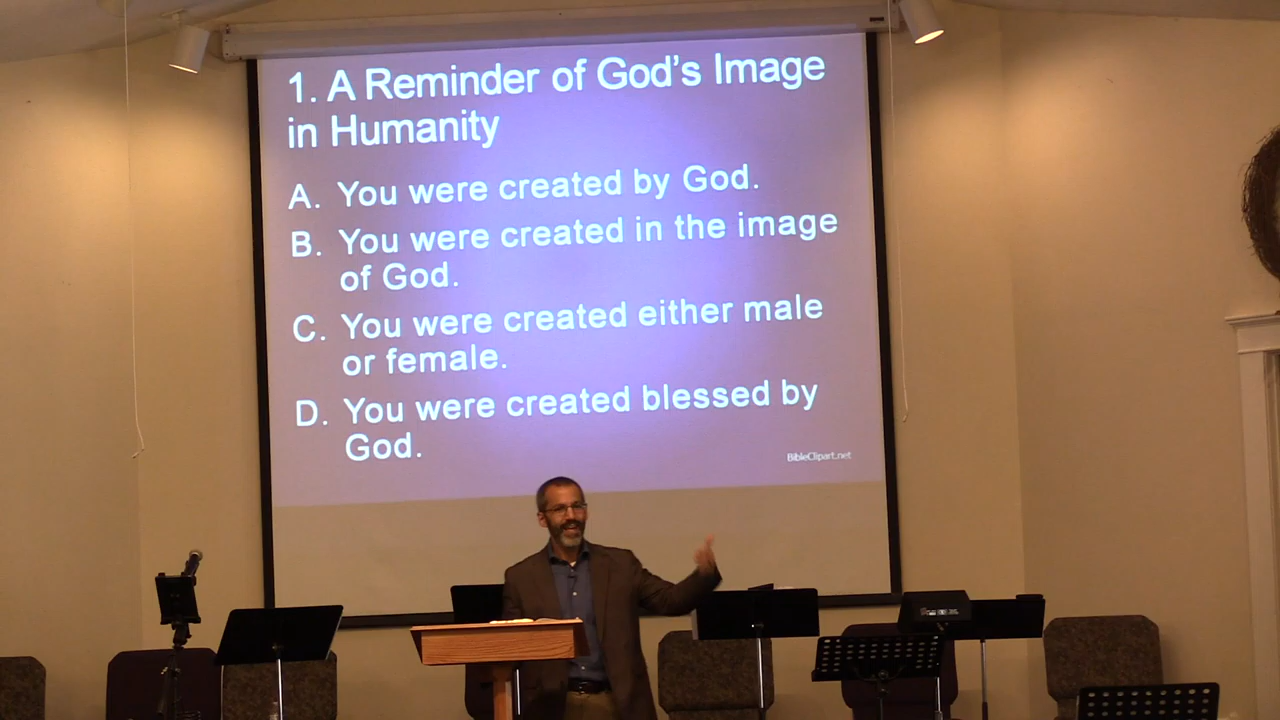 1. A Reminder of God's Image
in Humanity
A. You were created by God.
B. You were created in the image
of God.
C. You were created either male
or female.
D. You were created blessed by
God.
BibleClipart.net